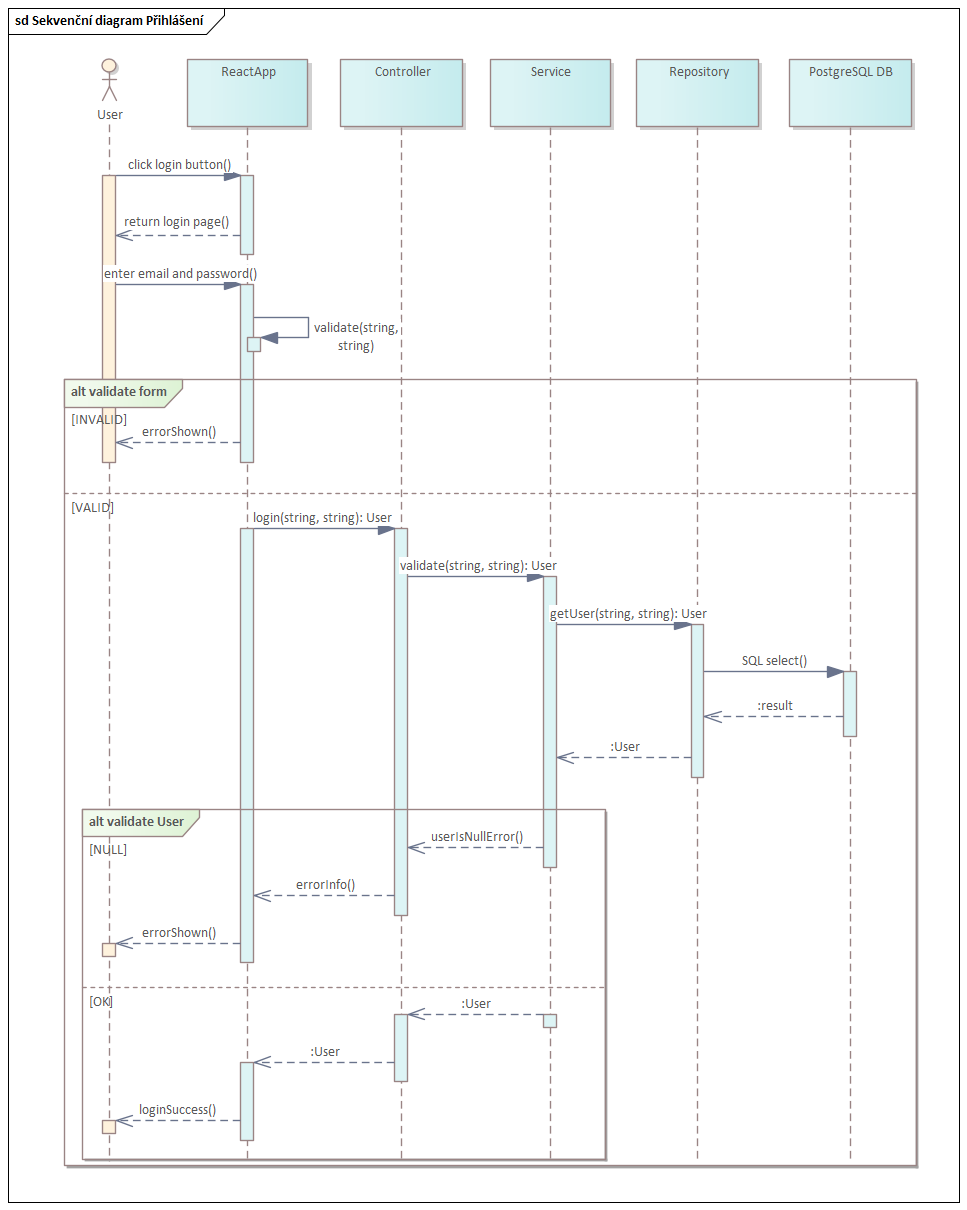 sd Sekvenční diagram Přihlášení
User
ReactApp
Controller
Service
Repository
PostgreSQL DB
click login button()
return login page()
enter email and password()
validate(string,
string)
alt validate form
[INVALID]
errorShown()
[VALID]
login(string, string): User
validate(string, string): User
getUser(string, string): User
SQL select()
:result
:User
alt validate User
userIsNullError()
[NULL]
errorInfo()
errorShown()
[OK]
:User
:User
loginSuccess()